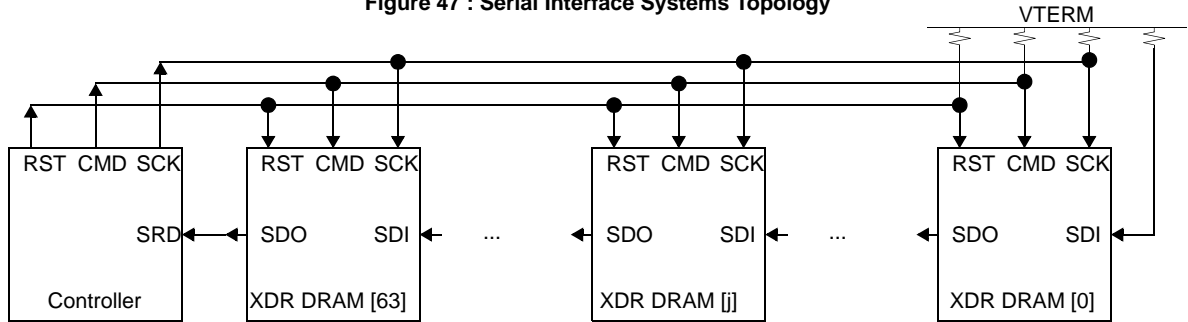 Figure 47 : Serial Interface Systems Topology
VTERM
RST CMD SCK
RST CMD SCK
RST CMD SCK
RST CMD SCK
SRD
SDO
SDI
...
SDO
SDI
...
SDO
SDI
Controller
XDR DRAM [63]
XDR DRAM [j]
XDR DRAM [0]